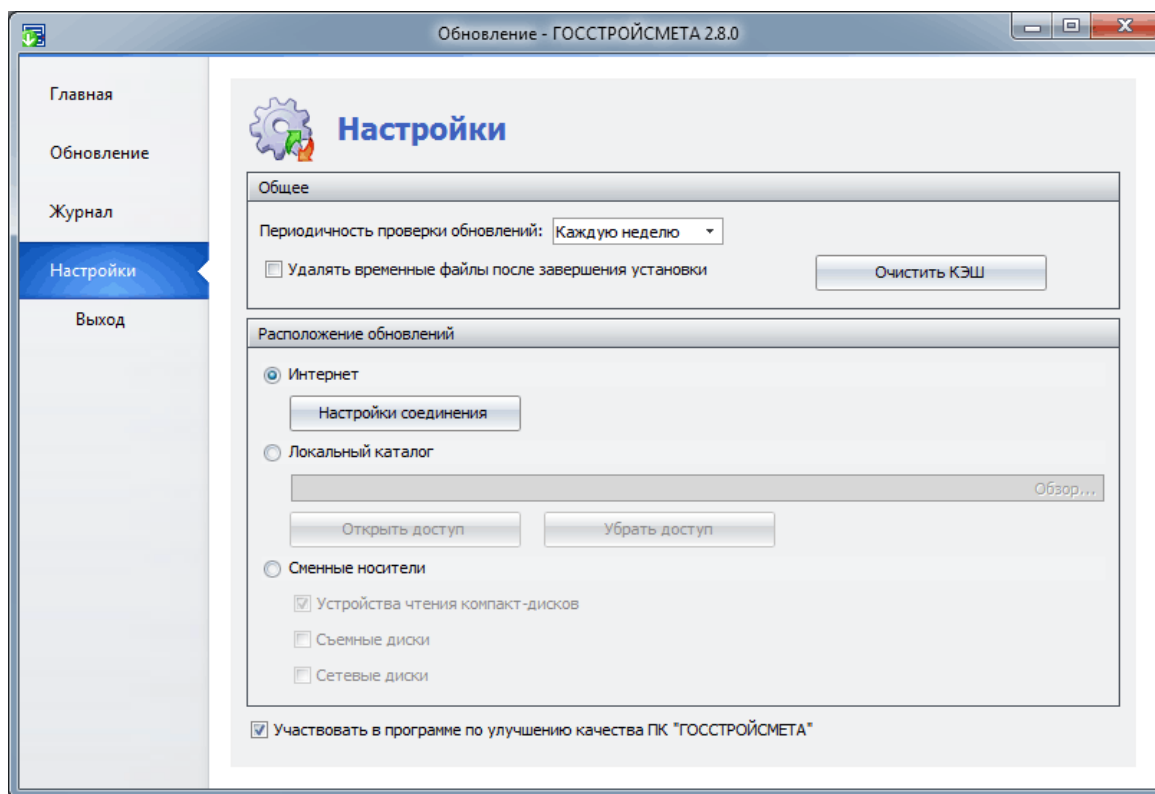 Обновление - ГОССТРОЙСМЕТА 2.8.0
Главная
Обновление
Журнал
Настройки
Выход
Настройки
Общее
Периодичность проверки обновлений: Каждую неделю
Удалять временные файлы после завершения установки
Очистить КЭШ
Расположение обновлений
Интернет
Настройки соединения
Локальный каталог
Обзор...
Открыть доступ
Убрать доступ
Сменные носители
Устройства чтения компакт-дисков
Съемные диски
Сетевые диски
Участвовать в программе по улучшению качества ПК "ГОССТРОЙСМЕТА"